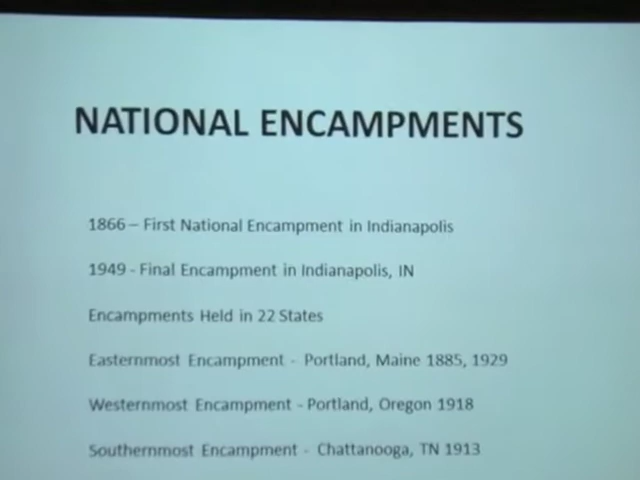 NATIONAL ENCAMPMENTS
1866 – First National Encampment in Indianapolis
1949 - Final Encampment in Indianapolis, IN
Encampments Held in 22 States
Easternmost Encampment - Portland, Maine 1885, 1929
Westernmost Encampment - Portland, Oregon 1918
Southernmost Encampment - Chattanooga, TN 1913